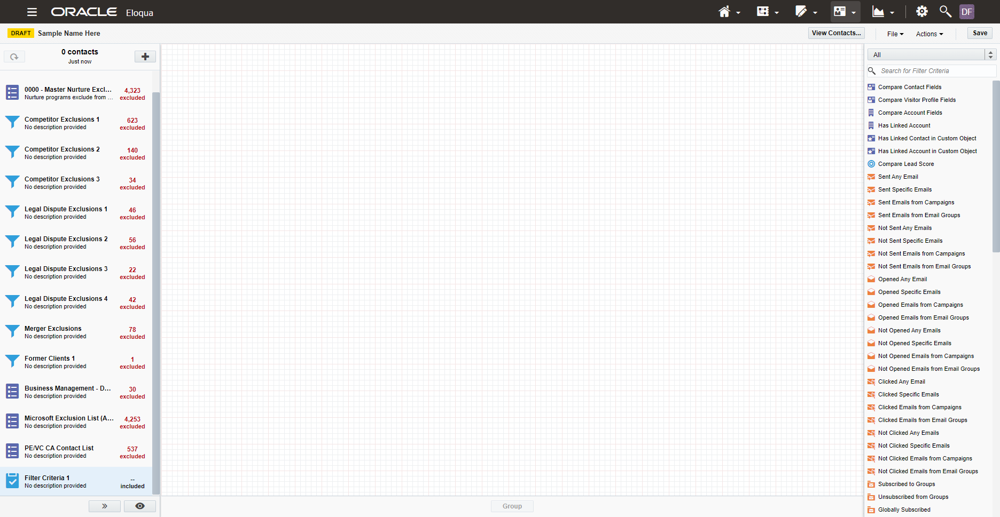 ORACLE Eloqua
DF
DRAFT Sample Name Here
View Contacts...
File
Actions
Save
0 contacts
Just now
0000 - Master Nurture Excl...
Nurture programs exclude from ...
4,323
excluded
Competitor Exclusions 1
No description provided
623
excluded
Competitor Exclusions 2
No description provided
140
excluded
Competitor Exclusions 3
No description provided
34
excluded
Legal Dispute Exclusions 1
No description provided
46
excluded
Legal Dispute Exclusions 2
No description provided
56
excluded
Legal Dispute Exclusions 3
No description provided
22
excluded
Legal Dispute Exclusions 4
No description provided
42
excluded
Merger Exclusions
No description provided
78
excluded
Former Clients 1
No description provided
1
excluded
Business Management - D...
No description provided
30
excluded
Microsoft Exclusion List (A...
No description provided
4,253
excluded
PE/VC CA Contact List
No description provided
537
excluded
Filter Criteria 1
No description provided
--
included
Group
All
Search for Filter Criteria
Compare Contact Fields
Compare Visitor Profile Fields
Compare Account Fields
Has Linked Account
Has Linked Contact in Custom Object
Has Linked Account in Custom Object
Compare Lead Score
Sent Any Email
Sent Specific Emails
Sent Emails from Campaigns
Sent Emails from Email Groups
Not Sent Any Emails
Not Sent Specific Emails
Not Sent Emails from Campaigns
Not Sent Emails from Email Groups
Opened Any Email
Opened Specific Emails
Opened Emails from Campaigns
Opened Emails from Email Groups
Not Opened Any Emails
Not Opened Specific Emails
Not Opened Emails from Campaigns
Not Opened Emails from Email Groups
Clicked Any Email
Clicked Specific Emails
Clicked Emails from Campaigns
Clicked Emails from Email Groups
Not Clicked Any Emails
Not Clicked Specific Emails
Not Clicked Emails from Campaigns
Not Clicked Emails from Email Groups
Subscribed to Groups
Unsubscribed from Groups
Globally Subscribed